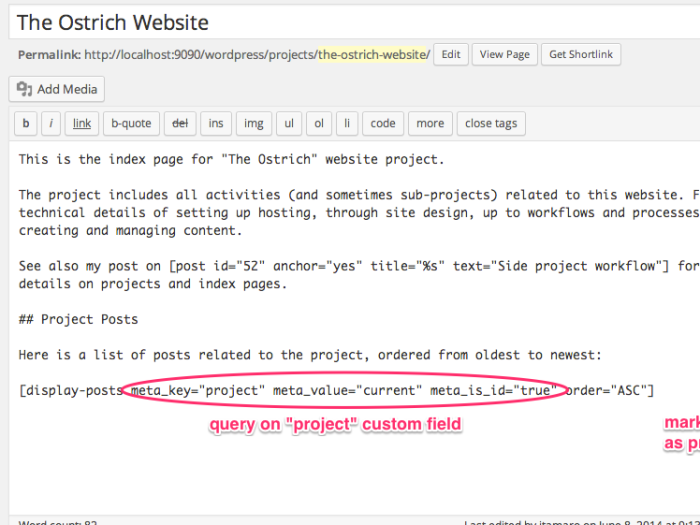 The Ostrich Website
Permalink: http://localhost:9090/wordpress/projects/the-ostrich-website/ Edit View Page Get Shortlink
Add Media
b i link b-quote del ins img ul ol li code more close tags
This is the index page for "The Ostrich" website project.
The project includes all activities (and sometimes sub-projects) related to this website. F
technical details of setting up hosting, through site design, up to workflows and processes
creating and managing content.
See also my post on [post id="52" anchor="yes" title="%s" text="Side project workflow"] for
details on projects and index pages.
## Project Posts
Here is a list of posts related to the project, ordered from oldest to newest:
[display-posts meta_key="project" meta_value="current" meta_is_id="true" order="ASC"]
query on "project" custom field
mark
as pr
Word count: 82 Last edited by itamaro on June 8, 2014 at 9:13